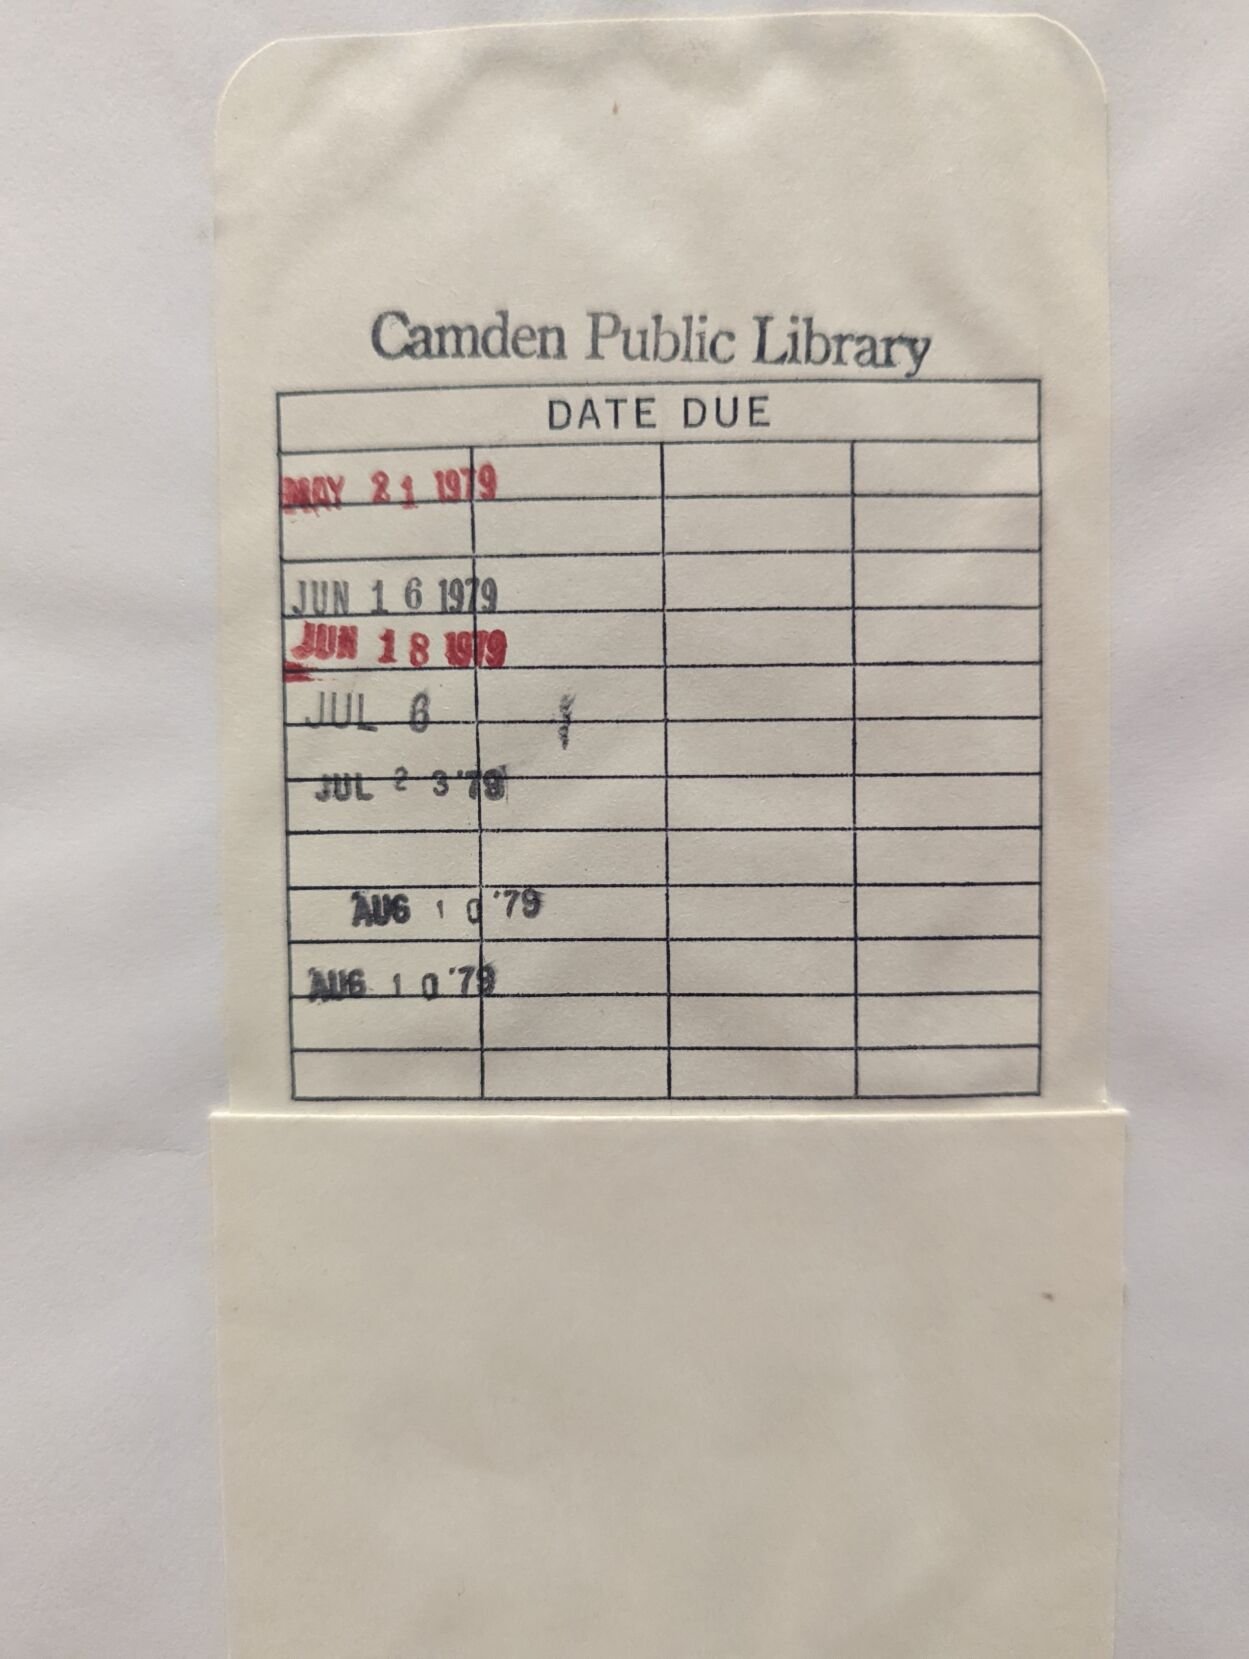 Camden Public Library
DATE DUE
MAY 21 1979
JUN 16 1979
JUN 18 1979
JUL 6
JUL 23 '79
AUG 10 '79
AUG 10 '79